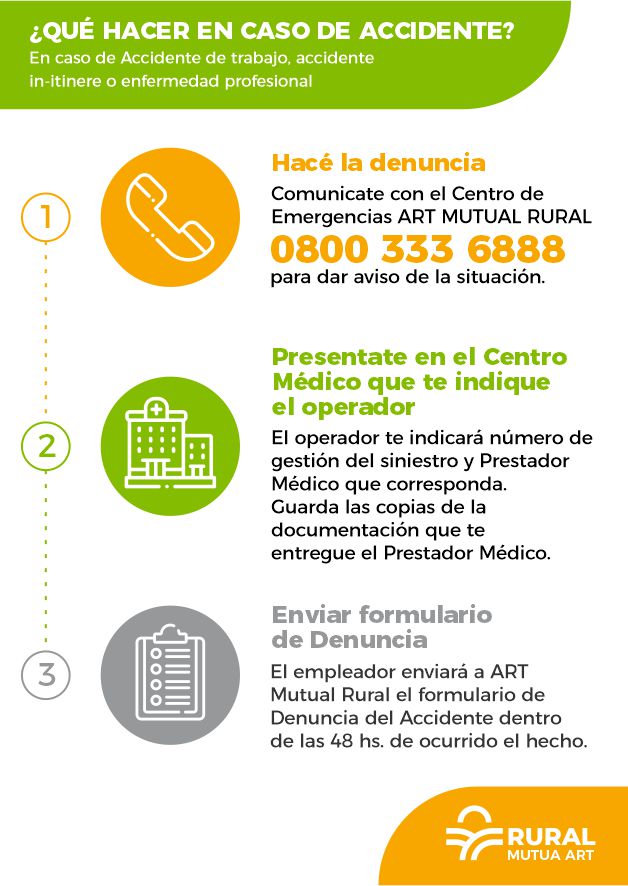 ¿QUÉ HACER EN CASO DE ACCIDENTE?
En caso de Accidente de trabajo, accidente
in-itinere o enfermedad profesional
1
Hacé la denuncia
Comunicate con el Centro de
Emergencias ART MUTUAL RURAL
0800 333 6888
para dar aviso de la situación.
2
Presentate en el Centro
Médico que te indique
el operador
El operador te indicará número de
gestión del siniestro y Prestador
Médico que corresponda.
Guarda las copias de la
documentación que te
entregue el Prestador Médico.
3
Enviar formulario
de Denuncia
El empleador enviará a ART
Mutual Rural el formulario de
Denuncia del Accidente dentro
de las 48 hs. de ocurrido el hecho.
RURAL
MUTUA ART